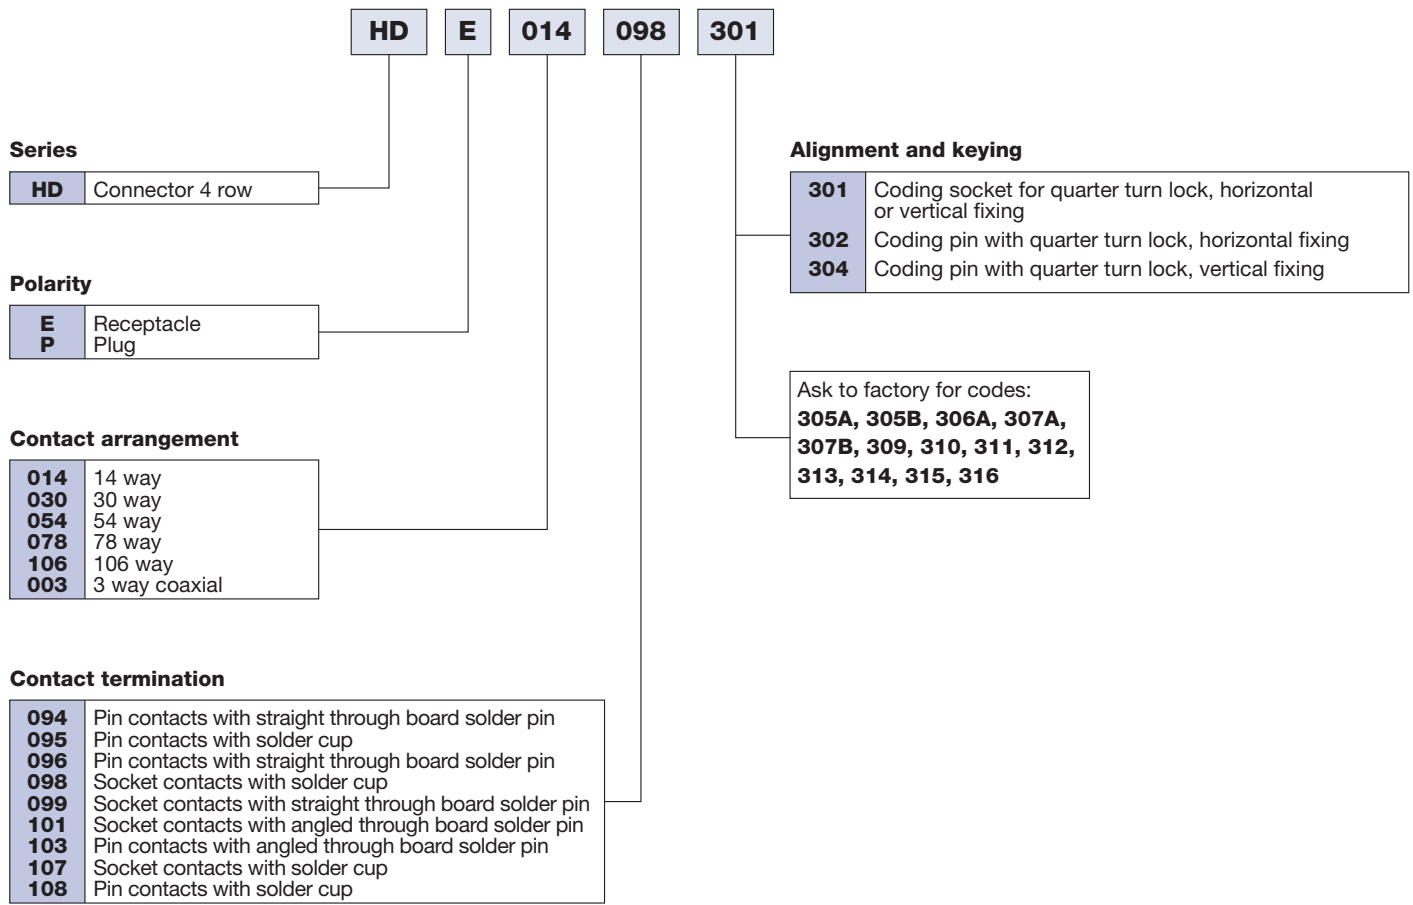 HD E 014 098 301
Series
HD Connector 4 row
Polarity
E Receptacle
P Plug
Contact arrangement
014 14 way
030 30 way
054 54 way
078 78 way
106 106 way
003 3 way coaxial
Contact termination
094 Pin contacts with straight through board solder pin
095 Pin contacts with solder cup
096 Pin contacts with straight through board solder pin
098 Socket contacts with solder cup
099 Socket contacts with straight through board solder pin
101 Socket contacts with angled through board solder pin
103 Pin contacts with angled through board solder pin
107 Socket contacts with solder cup
108 Pin contacts with solder cup
Alignment and keying
301 Coding socket for quarter turn lock, horizontal
or vertical fixing
302 Coding pin with quarter turn lock, horizontal fixing
304 Coding pin with quarter turn lock, vertical fixing
Ask to factory for codes:
305A, 305B, 306A, 307A,
307B, 309, 310, 311, 312,
313, 314, 315, 316